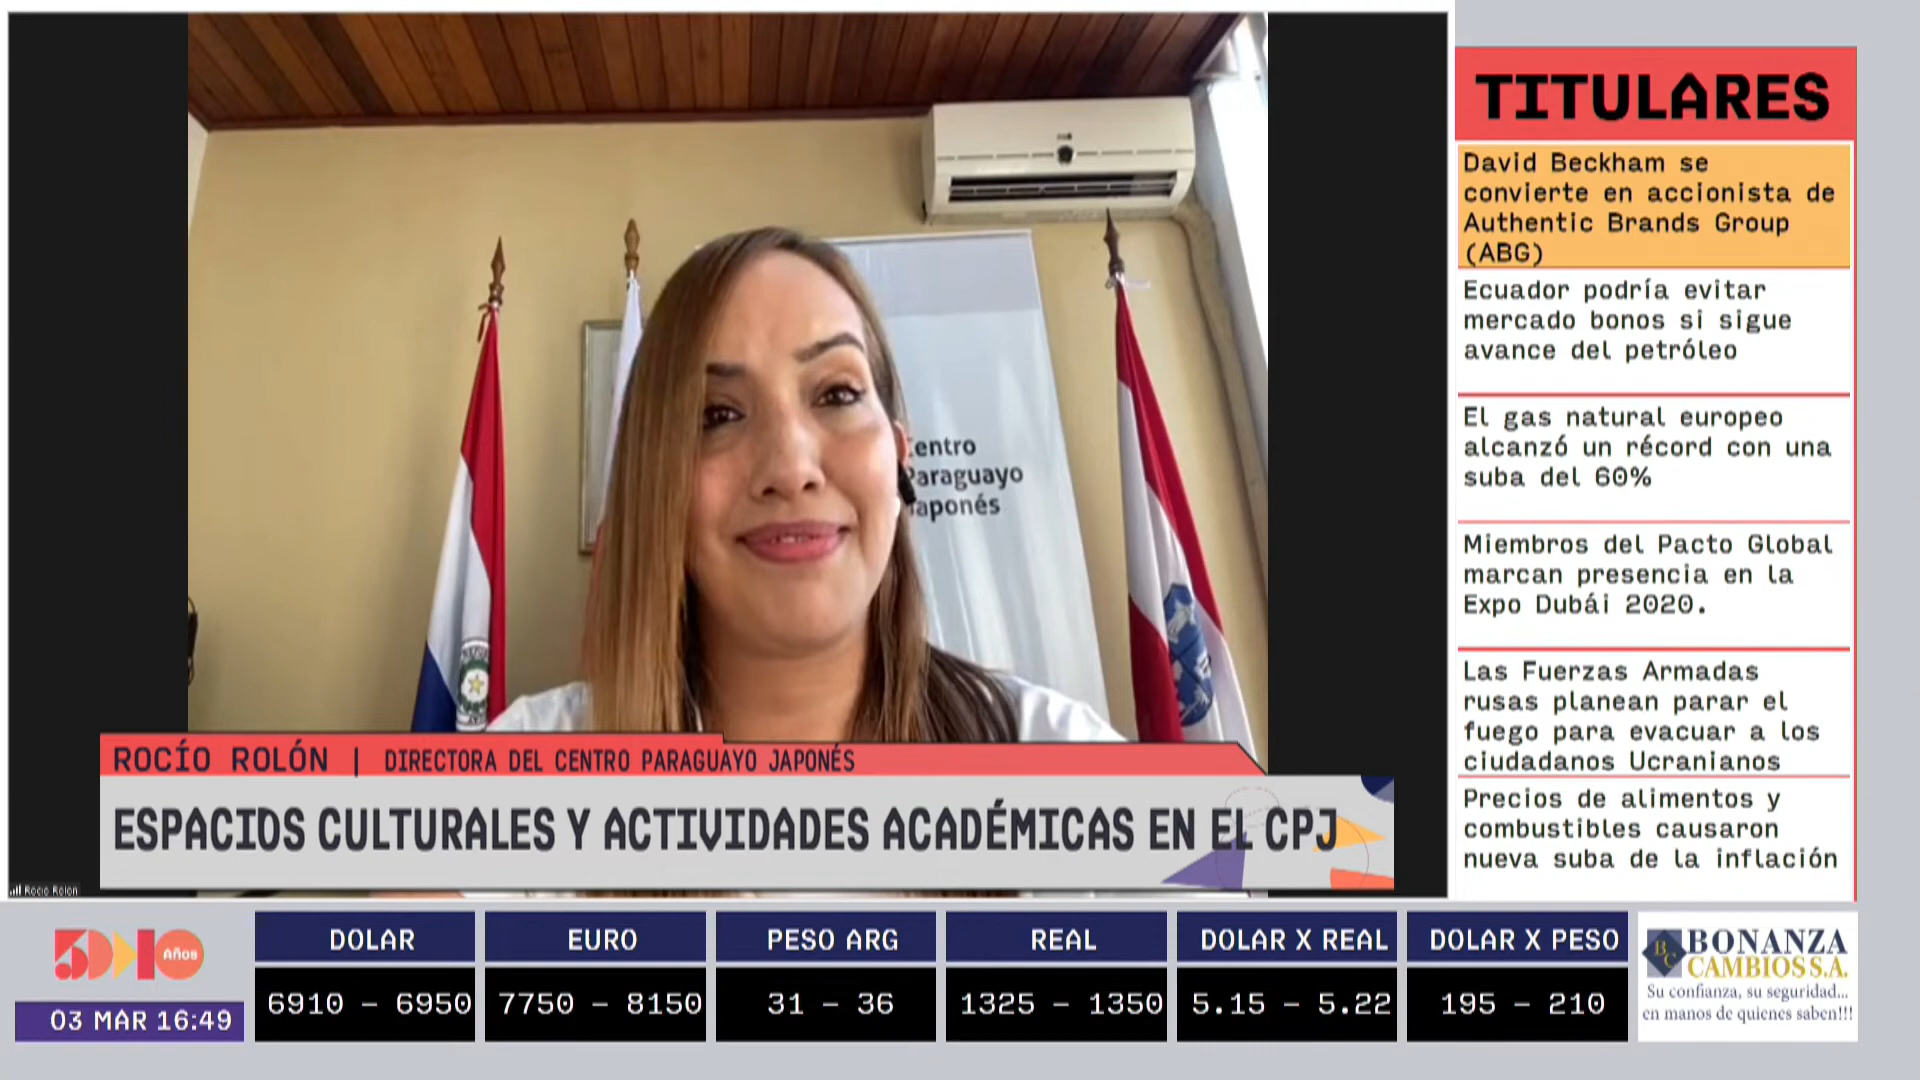 TITULARES
David Beckham se
convierte en accionista de
Authentic Brands Group
(ABG)
Ecuador podría evitar
mercado bonos si sigue
avance del petróleo
El gas natural europeo
alcanzó un récord con una
suba del 60%
Miembros del Pacto Global
marcan presencia en la
Expo Dubái 2020.
Las Fuerzas Armadas
rusas planean parar el
fuego para evacuar a los
ciudadanos Ucranianos
Precios de alimentos y
combustibles causaron
nueva suba de la inflación
Centro
Paraguayo
Japonés
ROCÍO ROLÓN | DIRECTORA DEL CENTRO PARAGUAYO JAPONÉS
ESPACIOS CULTURALES Y ACTIVIDADES ACADÉMICAS EN EL CPJ
Rocio Rolon
5D 10 Años
03 MAR 16:49
DOLAR
6910 - 6950
EURO
7750 - 8150
PESO ARG
31 - 36
REAL
1325 - 1350
DOLAR X REAL
5.15 - 5.22
DOLAR X PESO
195 - 210
BC BONANZA
CAMBIOS S.A.
Su confianza, su seguridad...
en manos de quienes saben!!!